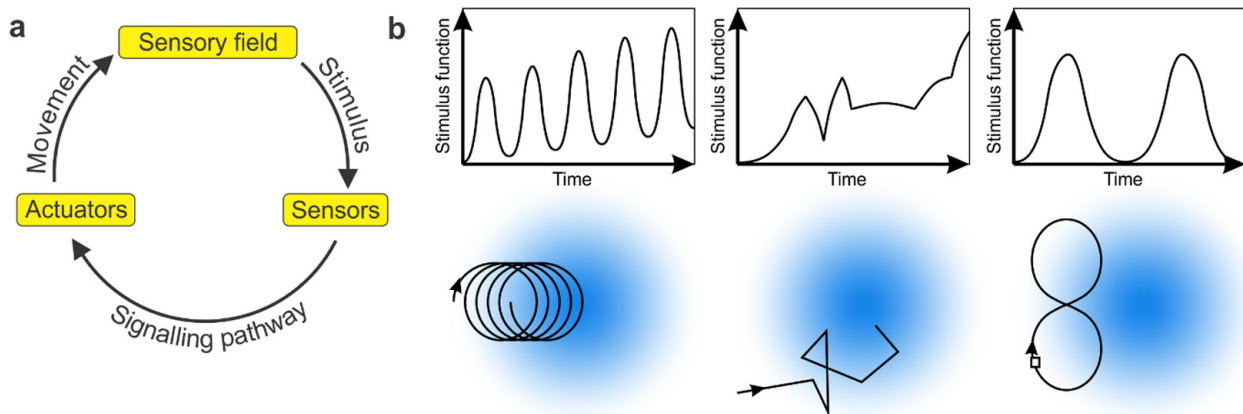 a
Sensory field
Stimulus
Sensors
Signalling pathway
Actuators
Movement
b
Stimulus function
Time
Stimulus function
Time
Stimulus function
Time